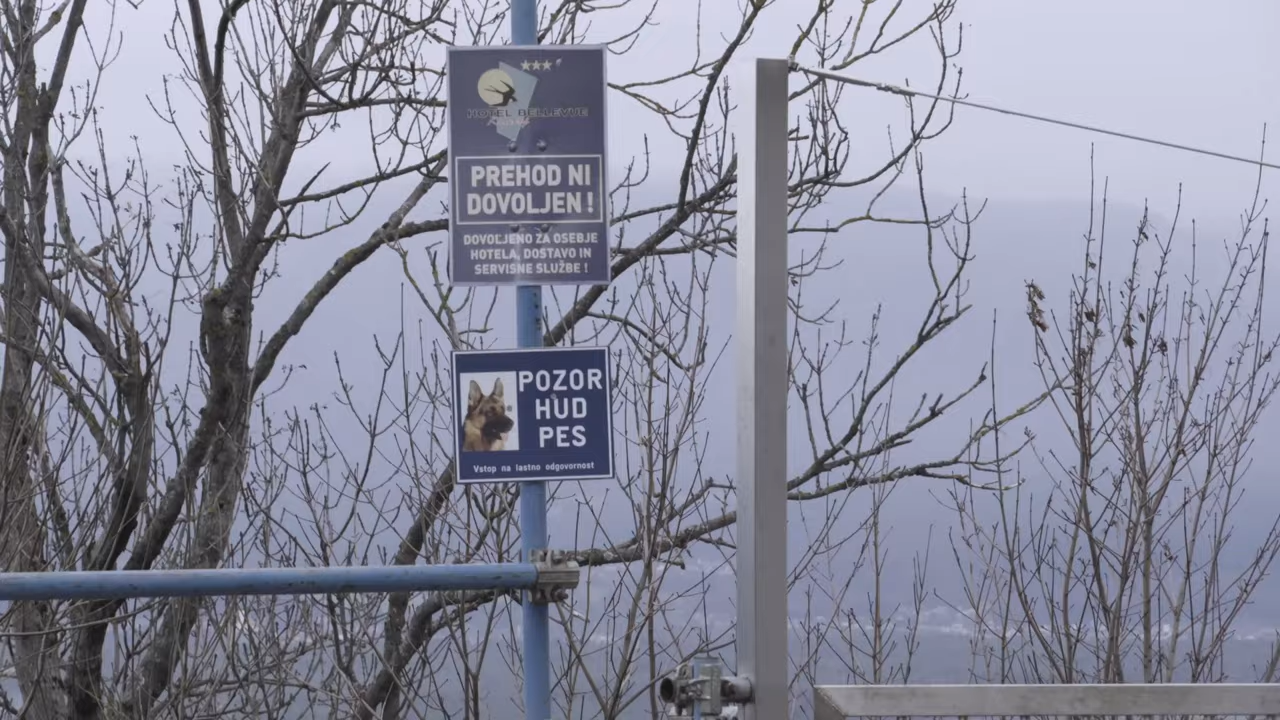 HOTEL BELLEVUE
PREHOD NI
DOVOLJEN!
DOVOLJENO ZA OSEBJE
HOTELA, DOSTAVO IN
SERVISNE SLUŽBE!
POZOR
HUD
PES
Vstop na lastno odgovornost